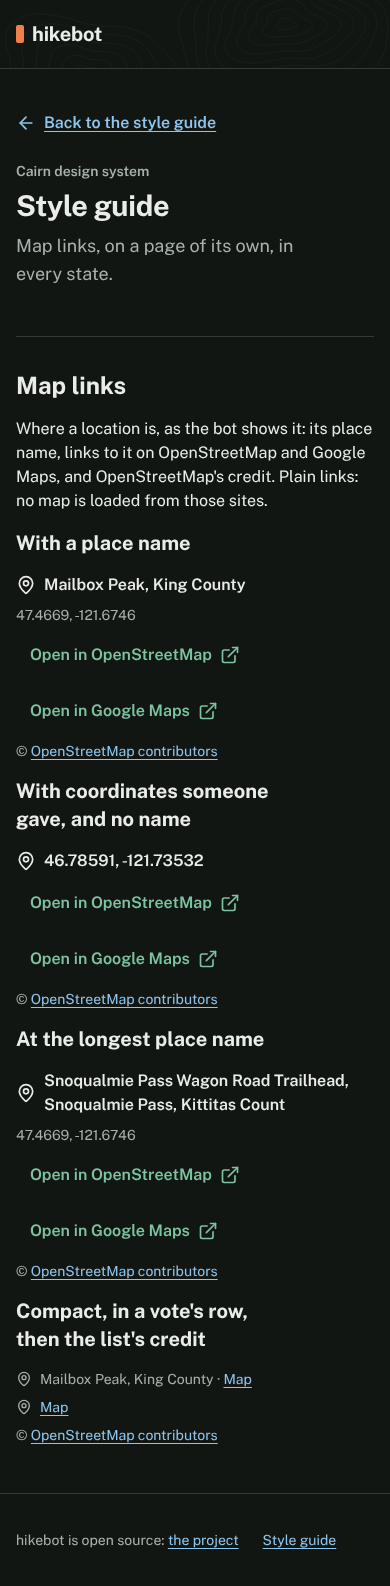 hikebot
Back to the style guide
Cairn design system
Style guide
Map links, on a page of its own, in
every state.
Map links
Where a location is, as the bot shows it: its place
name, links to it on OpenStreetMap and Google
Maps, and OpenStreetMap's credit. Plain links:
no map is loaded from those sites.
With a place name
Mailbox Peak, King County
47.4669, -121.6746
Open in OpenStreetMap
Open in Google Maps
© OpenStreetMap contributors
With coordinates someone
gave, and no name
46.78591, -121.73532
Open in OpenStreetMap
Open in Google Maps
© OpenStreetMap contributors
At the longest place name
Snoqualmie Pass Wagon Road Trailhead,
Snoqualmie Pass, Kittitas Count
47.4669, -121.6746
Open in OpenStreetMap
Open in Google Maps
© OpenStreetMap contributors
Compact, in a vote's row,
then the list's credit
Mailbox Peak, King County · Map
Map
© OpenStreetMap contributors
hikebot is open source: the project Style guide